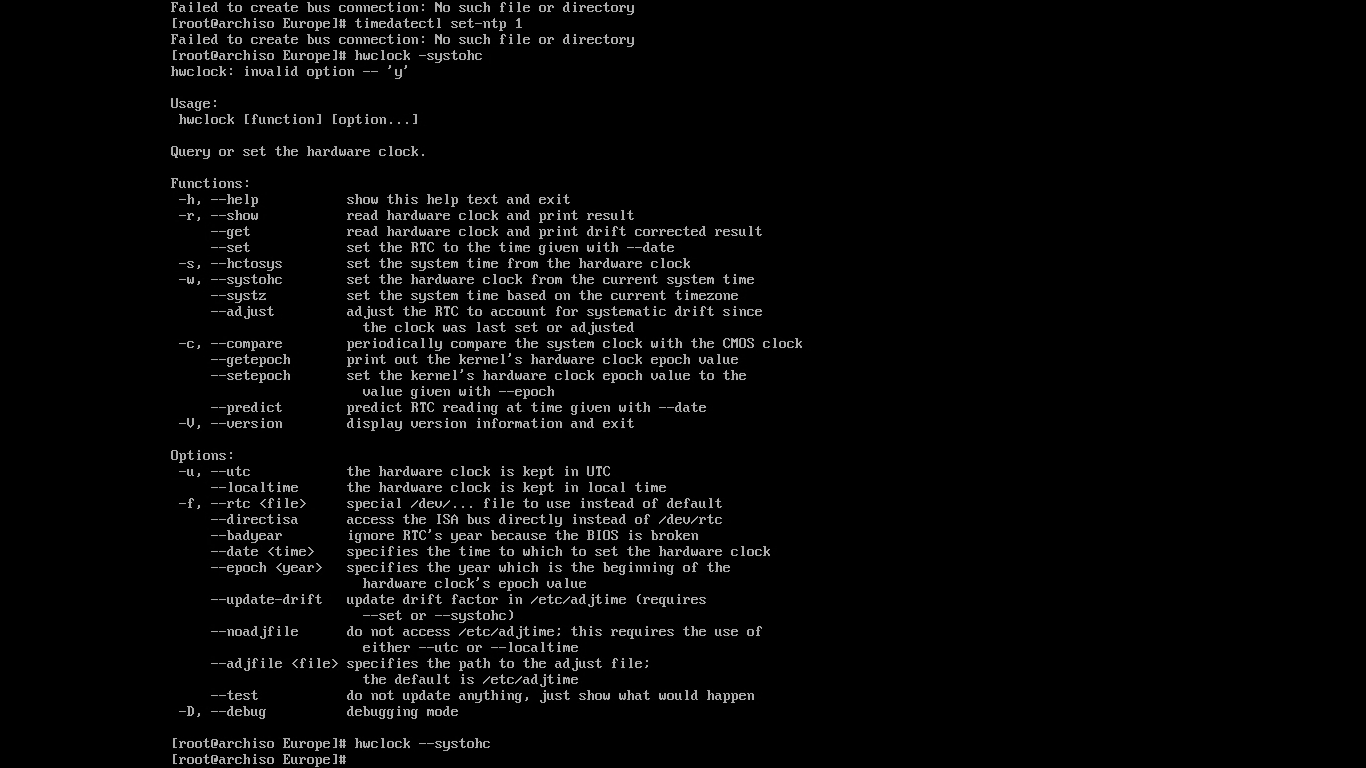 Failed to create bus connection: No such file or directory
[root@archiso Europe]# timedatectl set-ntp 1
Failed to create bus connection: No such file or directory
[root@archiso Europe]# hwclock -systohc
hwclock: invalid option -- 'y'

Usage:
 hwclock [function] [option...]

Query or set the hardware clock.

Functions:
 -h, --help           show this help text and exit
 -r, --show           read hardware clock and print result
     --get            read hardware clock and print drift corrected result
     --set            set the RTC to the time given with --date
 -s, --hctosys        set the system time from the hardware clock
 -w, --systohc        set the hardware clock from the current system time
     --systz          set the system time based on the current timezone
     --adjust         adjust the RTC to account for systematic drift since
                        the clock was last set or adjusted
 -c, --compare        periodically compare the system clock with the CMOS clock
     --getepoch       print out the kernel's hardware clock epoch value
     --setepoch       set the kernel's hardware clock epoch value to the
                        value given with --epoch
     --predict        predict RTC reading at time given with --date
 -V, --version        display version information and exit

Options:
 -u, --utc            the hardware clock is kept in UTC
     --localtime      the hardware clock is kept in local time
 -f, --rtc <file>     special /dev/... file to use instead of default
     --directisa      access the ISA bus directly instead of /dev/rtc
     --badyear        ignore RTC's year because the BIOS is broken
     --date <time>    specifies the time to which to set the hardware clock
     --epoch <year>   specifies the year which is the beginning of the
                        hardware clock's epoch value
     --update-drift   update drift factor in /etc/adjtime (requires
                        --set or --systohc)
     --noadjfile      do not access /etc/adjtime; this requires the use of
                        either --utc or --localtime
     --adjfile <file> specifies the path to the adjust file;
                        the default is /etc/adjtime
     --test           do not update anything, just show what would happen
 -D, --debug          debugging mode

[root@archiso Europe]# hwclock --systohc
[root@archiso Europe]#